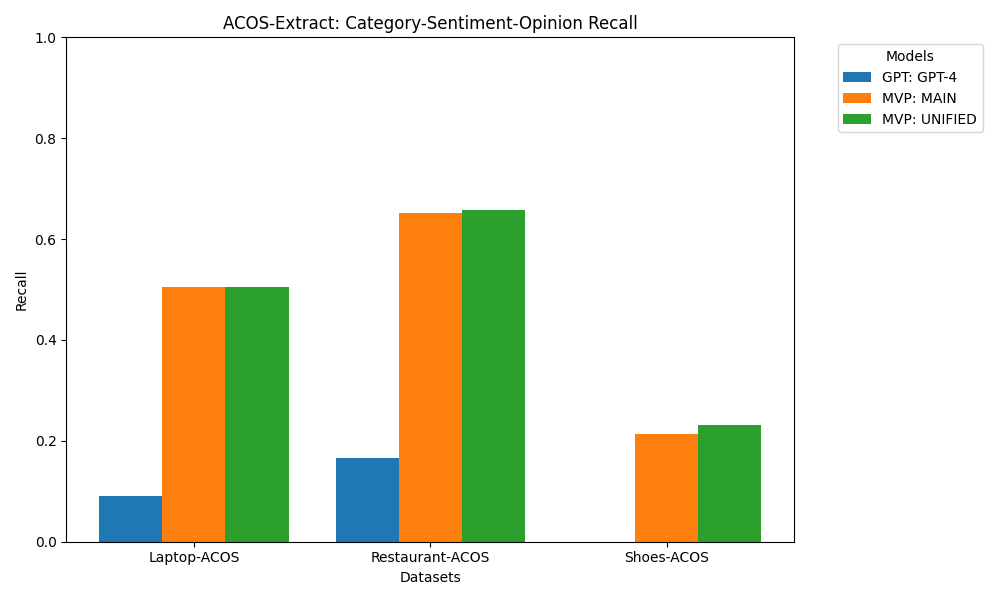 ACOS-Extract: Category-Sentiment-Opinion Recall
Models
GPT: GPT-4
MVP: MAIN
MVP: UNIFIED
Recall
1.0
0.8
0.6
0.4
0.2
0.0
Laptop-ACOS
Restaurant-ACOS
Shoes-ACOS
Datasets